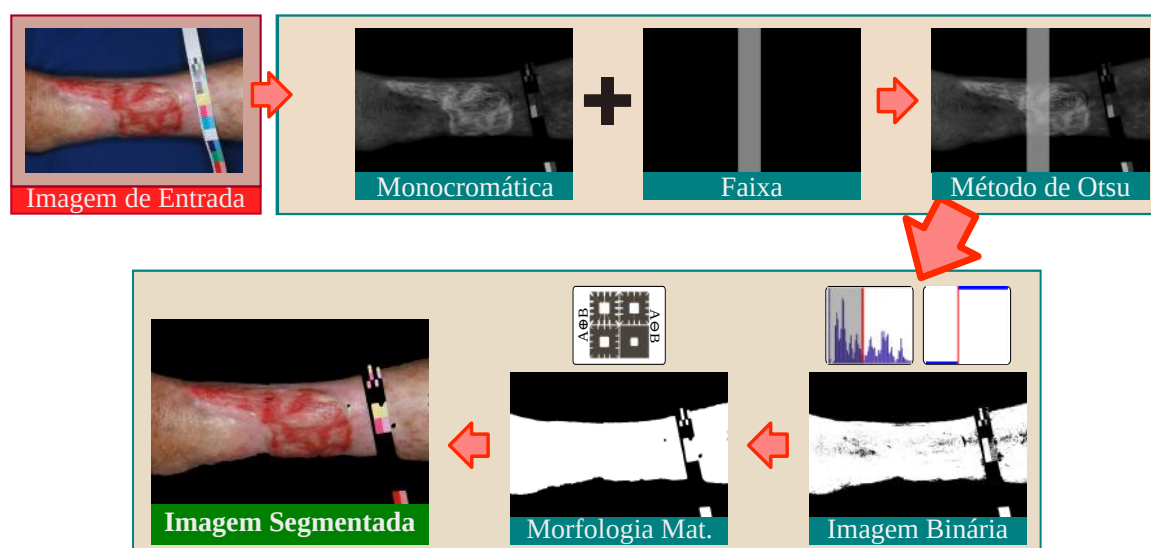 Imagem de Entrada
Monocromática
Faixa
Método de Otsu
A⊕B
A⊖B
Imagem Segmentada
Morfologia Mat.
Imagem Binária